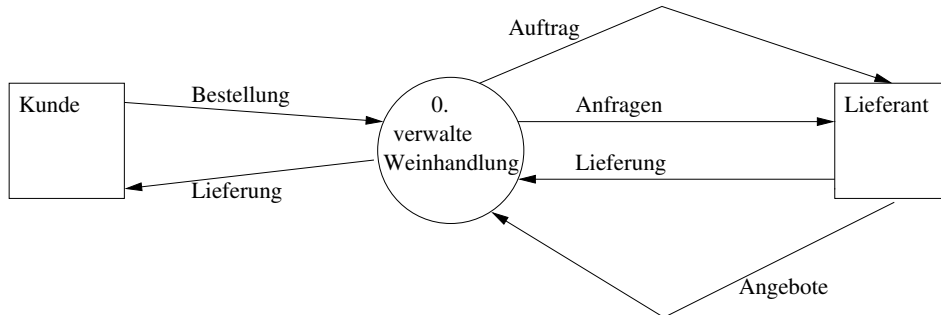 Auftrag
Kunde
Bestellung
0.
verwalte
Weinhandlung
Anfragen
Lieferant
Lieferung
Lieferung
Angebote